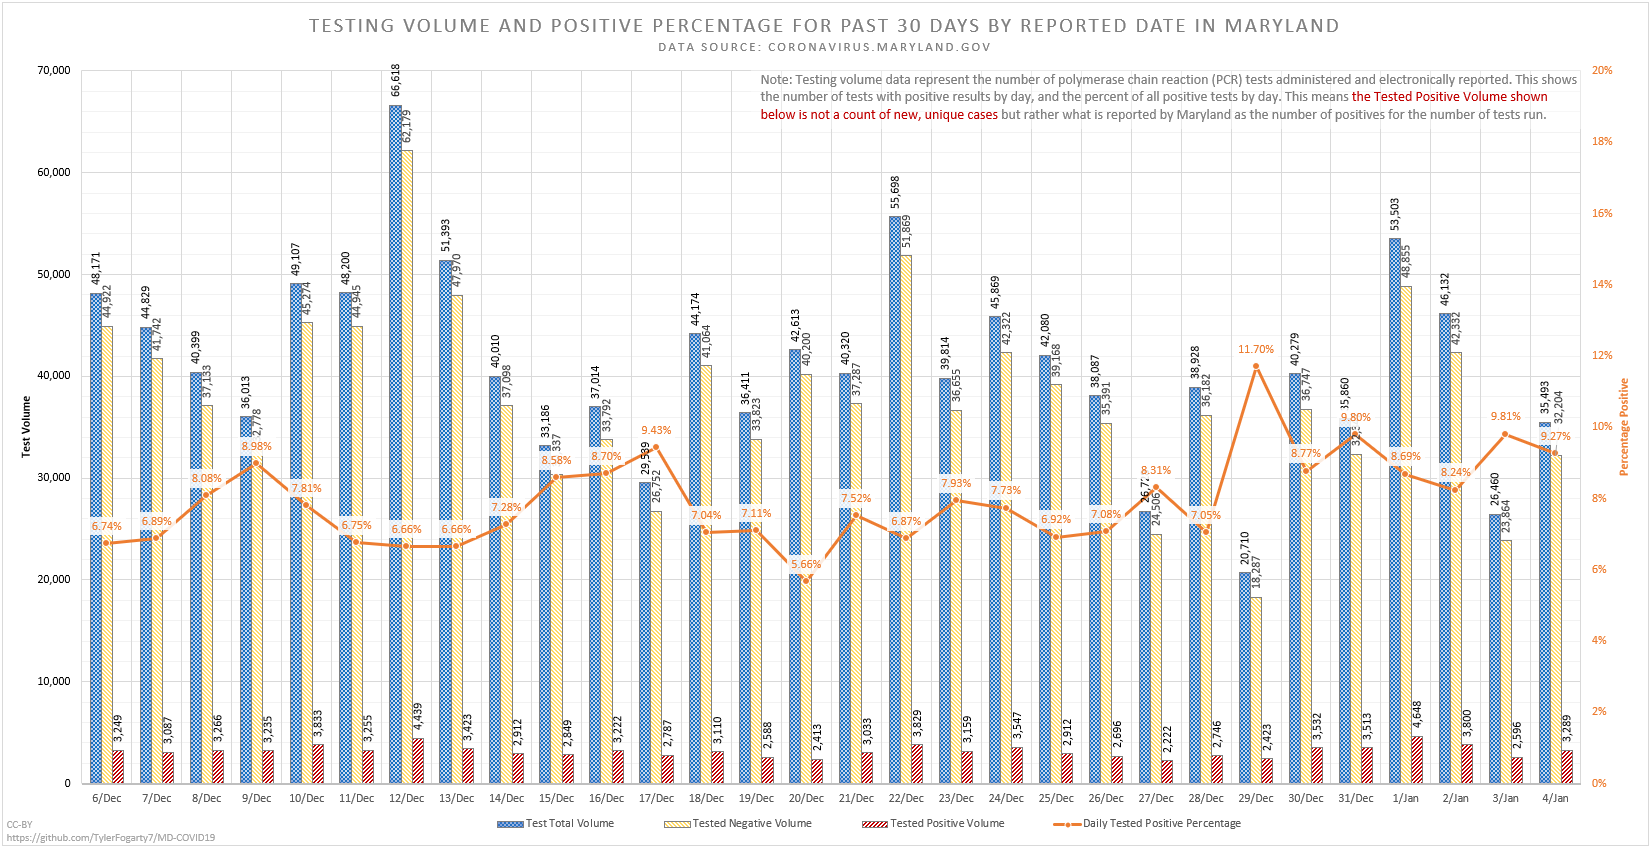 TESTING VOLUME AND POSITIVE PERCENTAGE FOR PAST 30 DAYS BY REPORTED DATE IN MARYLAND
DATA SOURCE: CORONAVIRUS.MARYLAND.GOV
Note: Testing volume data represent the number of polymerase chain reaction (PCR) tests administered and electronically reported. This shows
the number of tests with positive results by day, and the percent of all positive tests by day. This means the Tested Positive Volume shown
below is not a count of new, unique cases but rather what is reported by Maryland as the number of positives for the number of tests run.
Test Volume
70,000
60,000
50,000
40,000
30,000
20,000
10,000
0
Percentage Positive
20%
18%
16%
14%
12%
10%
8%
6%
4%
2%
0%
48,171 44,922 6.74% 3,249
44,829 41,742 6.89% 3,087
40,399 37,133 8.08% 3,266
36,013 8.98% 3,235
49,107 45,274 7.81% 3,833
48,200 44,945 6.75% 3,255
66,618 62,179 6.66% 4,439
51,393 47,970 6.66% 3,423
40,010 37,098 7.28% 2,912
33,186 8.58% 2,849
37,014 33,792 8.70% 3,222
29,539 26,752 9.43% 2,787
44,174 41,064 7.04% 3,110
36,411 33,823 7.11% 2,588
42,613 40,200 5.66% 2,413
40,320 37,287 7.52% 3,033
55,698 51,869 6.87% 3,829
39,814 36,655 7.93% 3,159
45,869 42,322 7.73% 3,547
42,080 39,168 6.92% 2,912
38,087 35,391 7.08% 2,696
24,506 8.31% 2,222
38,928 36,182 7.05% 2,746
20,710 18,287 11.70% 2,423
40,279 36,747 8.77% 3,532
35,860 9.80% 3,513
53,503 48,855 8.69% 4,648
46,132 42,332 8.24% 3,800
26,460 23,864 9.81% 2,596
35,493 32,204 9.27% 3,289
6/Dec 7/Dec 8/Dec 9/Dec 10/Dec 11/Dec 12/Dec 13/Dec 14/Dec 15/Dec 16/Dec 17/Dec 18/Dec 19/Dec 20/Dec 21/Dec 22/Dec 23/Dec 24/Dec 25/Dec 26/Dec 27/Dec 28/Dec 29/Dec 30/Dec 31/Dec 1/Jan 2/Jan 3/Jan 4/Jan
Test Total Volume Tested Negative Volume Tested Positive Volume Daily Tested Positive Percentage
CC-BY
https://github.com/TylerFogarty7/MD-COVID19